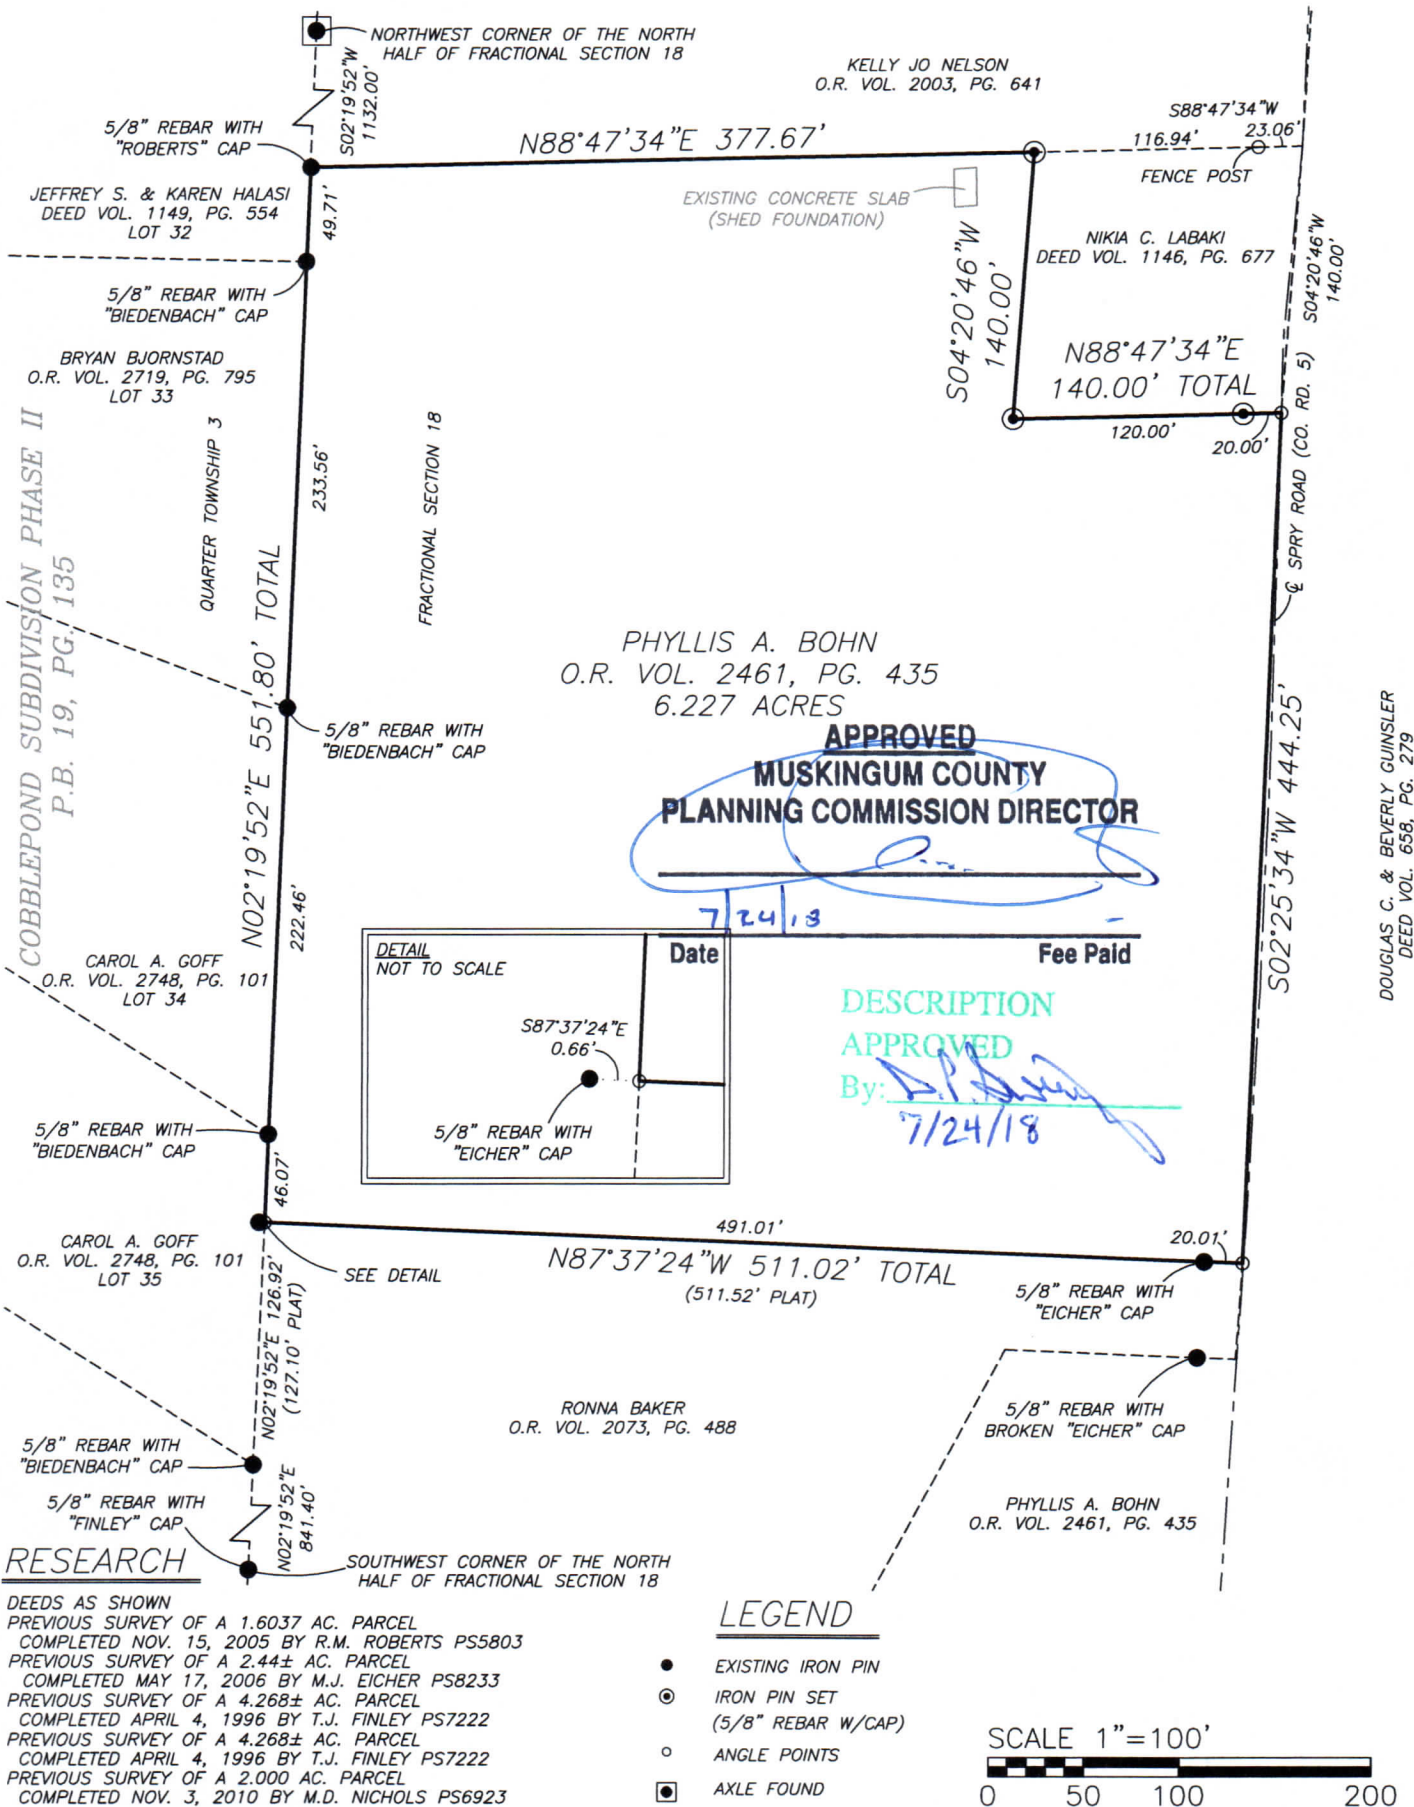 NORTHWEST CORNER OF THE NORTH
HALF OF FRACTIONAL SECTION 18
S02°19'52"W
1132.00'
KELLY JO NELSON
O.R. VOL. 2003, PG. 641
S88°47'34"W
116.94'
23.06'
FENCE POST
5/8" REBAR WITH
"ROBERTS" CAP
N88°47'34"E 377.67'
JEFFREY S. & KAREN HALASI
DEED VOL. 1149, PG. 554
LOT 32
49.71'
EXISTING CONCRETE SLAB
(SHED FOUNDATION)
NIKIA C. LABAKI
DEED VOL. 1146, PG. 677
S04°20'46"W
140.00'
S04°20'46"W
140.00'
5/8" REBAR WITH
"BIEDENBACH" CAP
N88°47'34"E
140.00' TOTAL
120.00'
20.00'
BRYAN BJORNSTAD
O.R. VOL. 2719, PG. 795
LOT 33
COBBLEPOND SUBDIVISION PHASE II
P.B. 19, PG. 135
QUARTER TOWNSHIP 3
233.56'
FRACTIONAL SECTION 18
℄ SPRY ROAD (CO. RD. 5)
N02°19'52"E 551.80' TOTAL
PHYLLIS A. BOHN
O.R. VOL. 2461, PG. 435
6.227 ACRES
5/8" REBAR WITH
"BIEDENBACH" CAP
APPROVED
MUSKINGUM COUNTY
PLANNING COMMISSION DIRECTOR
7/24/18 -
Date Fee Paid
S02°25'34"W 444.25'
DOUGLAS C. & BEVERLY GUINSLER
DEED VOL. 658, PG. 279
222.46'
CAROL A. GOFF
O.R. VOL. 2748, PG. 101
LOT 34
DETAIL
NOT TO SCALE
S87°37'24"E
0.66'
5/8" REBAR WITH
"EICHER" CAP
DESCRIPTION
APPROVED
By:
7/24/18
5/8" REBAR WITH
"BIEDENBACH" CAP
46.07'
491.01'
20.01'
N87°37'24"W 511.02' TOTAL
(511.52' PLAT)
CAROL A. GOFF
O.R. VOL. 2748, PG. 101
LOT 35
SEE DETAIL
5/8" REBAR WITH
"EICHER" CAP
N02°19'52"E 126.92'
(127.10' PLAT)
RONNA BAKER
O.R. VOL. 2073, PG. 488
5/8" REBAR WITH
BROKEN "EICHER" CAP
5/8" REBAR WITH
"BIEDENBACH" CAP
5/8" REBAR WITH
"FINLEY" CAP
N02°19'52"E
841.40'
PHYLLIS A. BOHN
O.R. VOL. 2461, PG. 435
SOUTHWEST CORNER OF THE NORTH
HALF OF FRACTIONAL SECTION 18
RESEARCH
DEEDS AS SHOWN
PREVIOUS SURVEY OF A 1.6037 AC. PARCEL
COMPLETED NOV. 15, 2005 BY R.M. ROBERTS PS5803
PREVIOUS SURVEY OF A 2.44± AC. PARCEL
COMPLETED MAY 17, 2006 BY M.J. EICHER PS8233
PREVIOUS SURVEY OF A 4.268± AC. PARCEL
COMPLETED APRIL 4, 1996 BY T.J. FINLEY PS7222
PREVIOUS SURVEY OF A 4.268± AC. PARCEL
COMPLETED APRIL 4, 1996 BY T.J. FINLEY PS7222
PREVIOUS SURVEY OF A 2.000 AC. PARCEL
COMPLETED NOV. 3, 2010 BY M.D. NICHOLS PS6923
LEGEND
EXISTING IRON PIN
IRON PIN SET
(5/8" REBAR W/CAP)
ANGLE POINTS
AXLE FOUND
SCALE 1"=100'
0 50 100 200